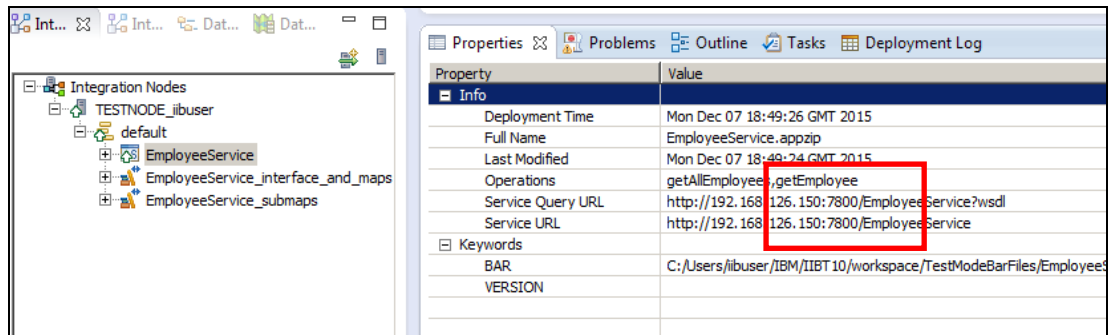 Int... Int... Dat... Dat...
Integration Nodes
TESTNODE_iibuser
default
EmployeeService
EmployeeService_interface_and_maps
EmployeeService_submaps
Properties Problems Outline Tasks Deployment Log
Property Value
Info
Deployment Time Mon Dec 07 18:49:26 GMT 2015
Full Name EmployeeService.appzip
Last Modified Mon Dec 07 18:49:24 GMT 2015
Operations getAllEmployees,getEmployee
Service Query URL http://192.168.126.150:7800/EmployeeService?wsdl
Service URL http://192.168.126.150:7800/EmployeeService
Keywords
BAR C:/Users/iibuser/IBM/IIBT10/workspace/TestModeBarFiles/EmployeeS
VERSION